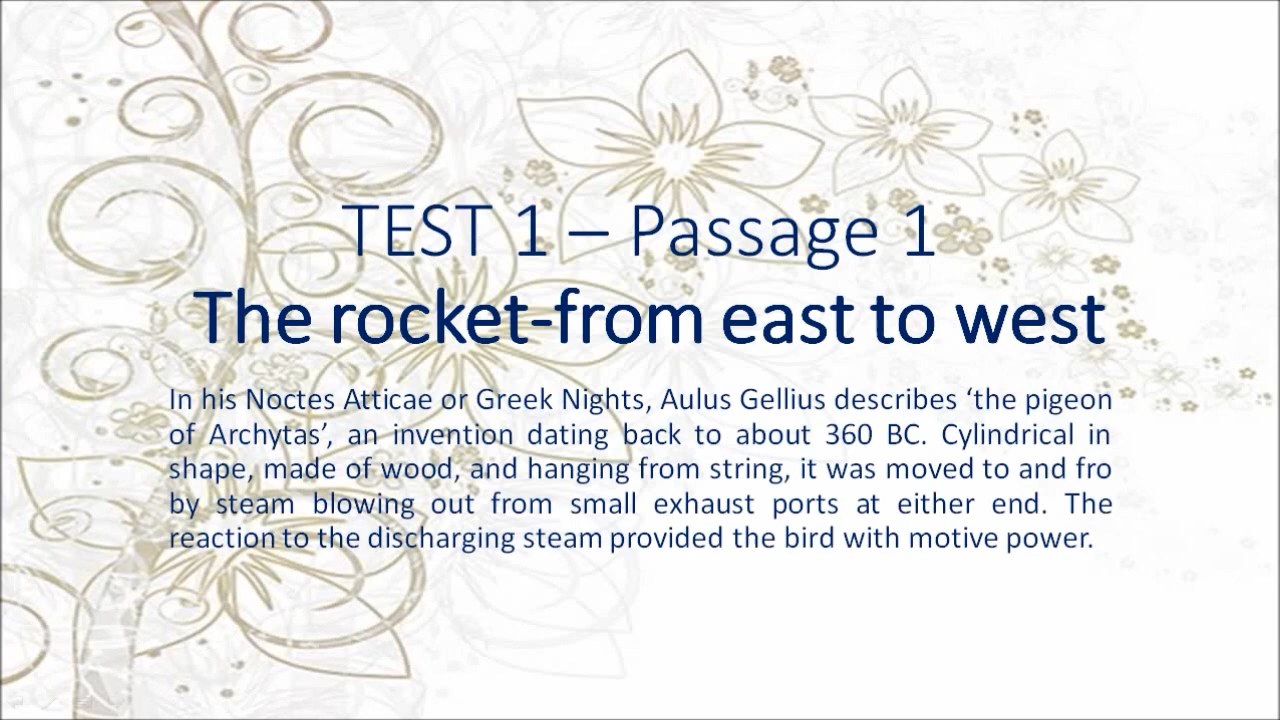 TEST 1 – Passage 1
The rocket-from east to west
In his Noctes Atticae or Greek Nights, Aulus Gellius describes ‘the pigeon
of Archytas’, an invention dating back to about 360 BC. Cylindrical in
shape, made of wood, and hanging from string, it was moved to and fro
by steam blowing out from small exhaust ports at either end. The
reaction to the discharging steam provided the bird with motive power.